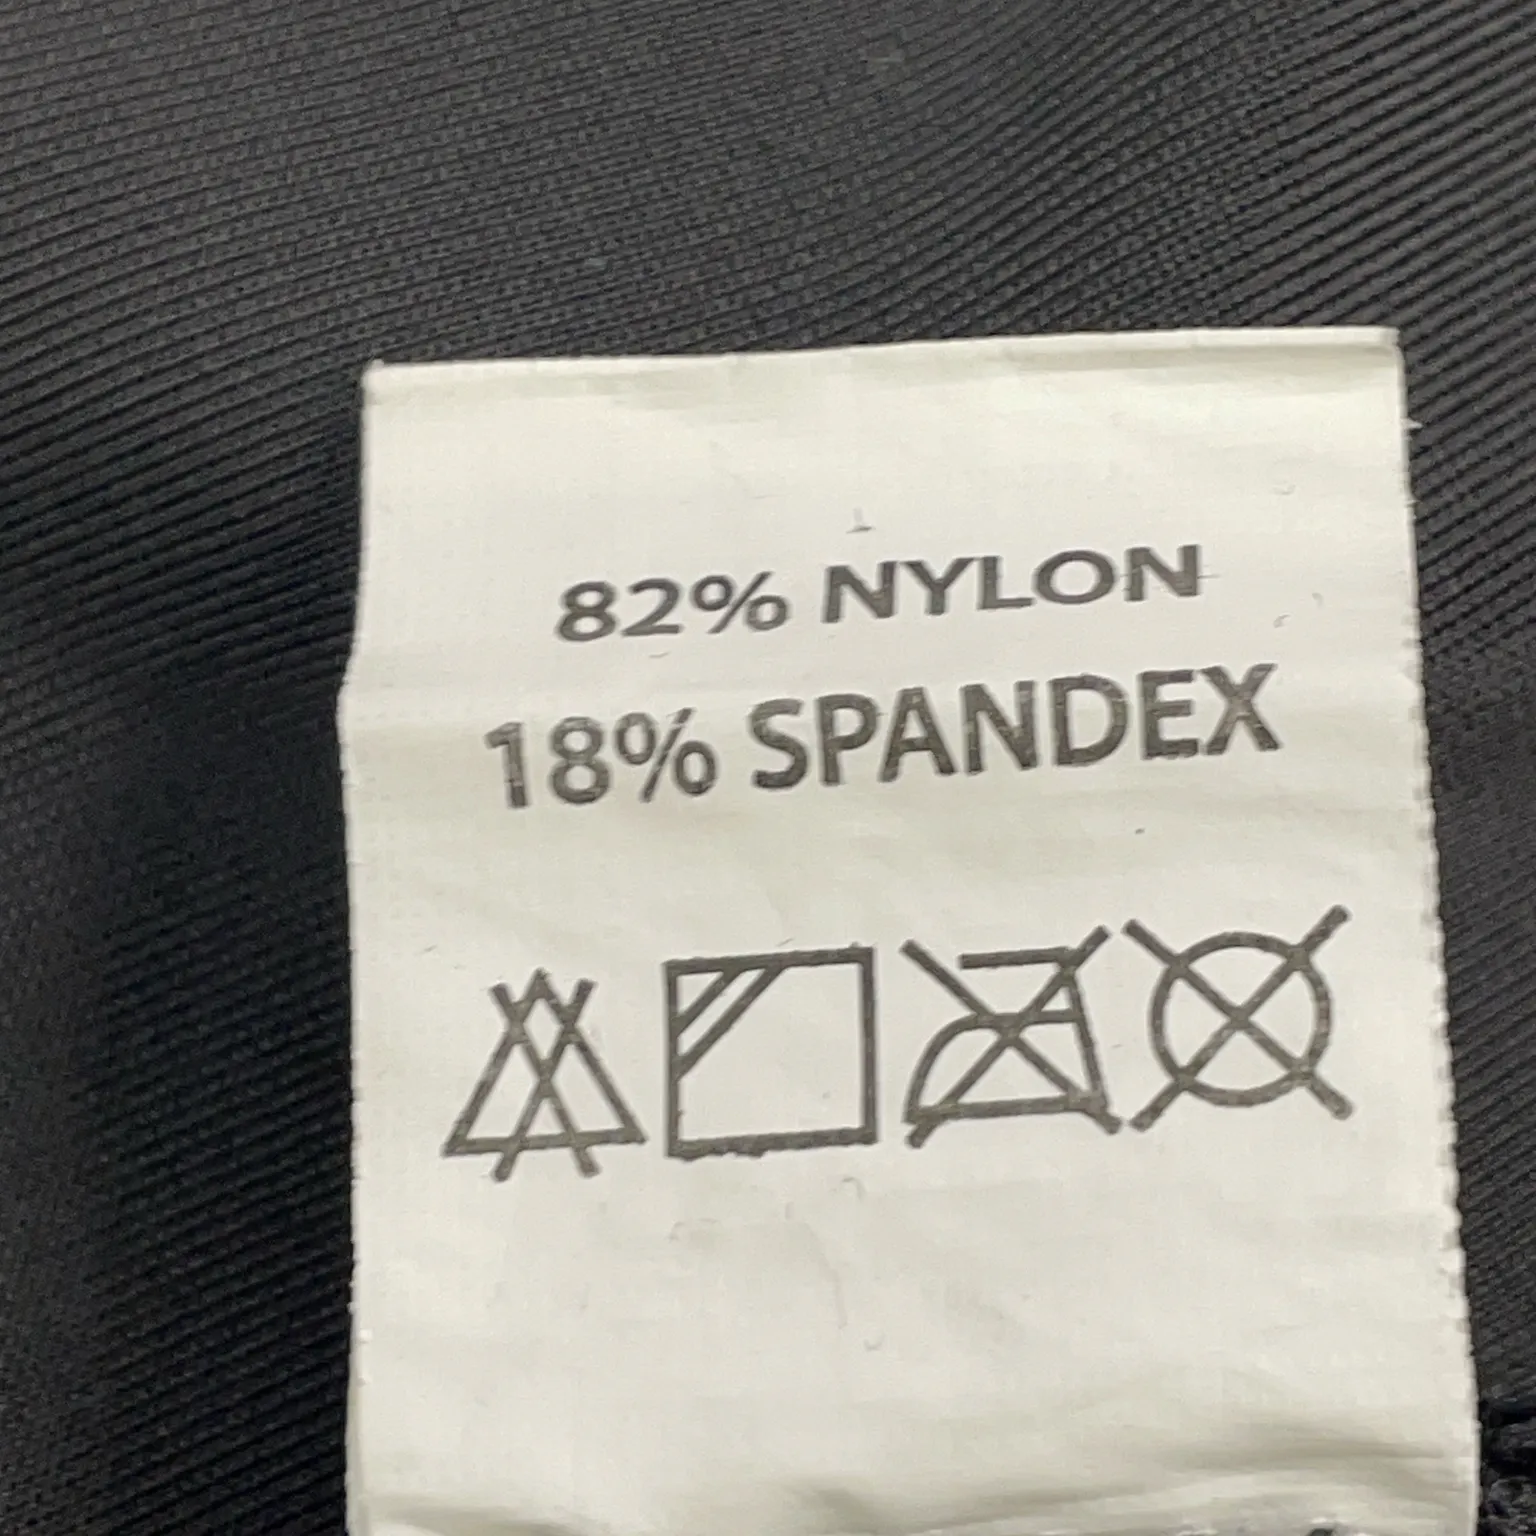 82% NYLON
18% SPANDEX